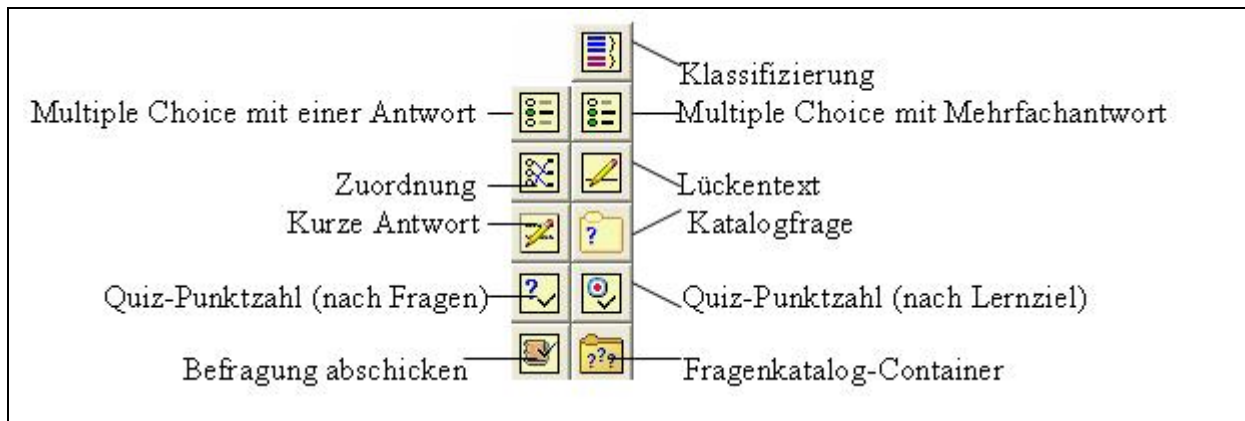 Klassifizierung
Multiple Choice mit einer Antwort
Multiple Choice mit Mehrfachantwort
Zuordnung
Lückentext
Kurze Antwort
Katalogfrage
Quiz-Punktzahl (nach Fragen)
Quiz-Punktzahl (nach Lernziel)
Befragung abschicken
Fragenkatalog-Container